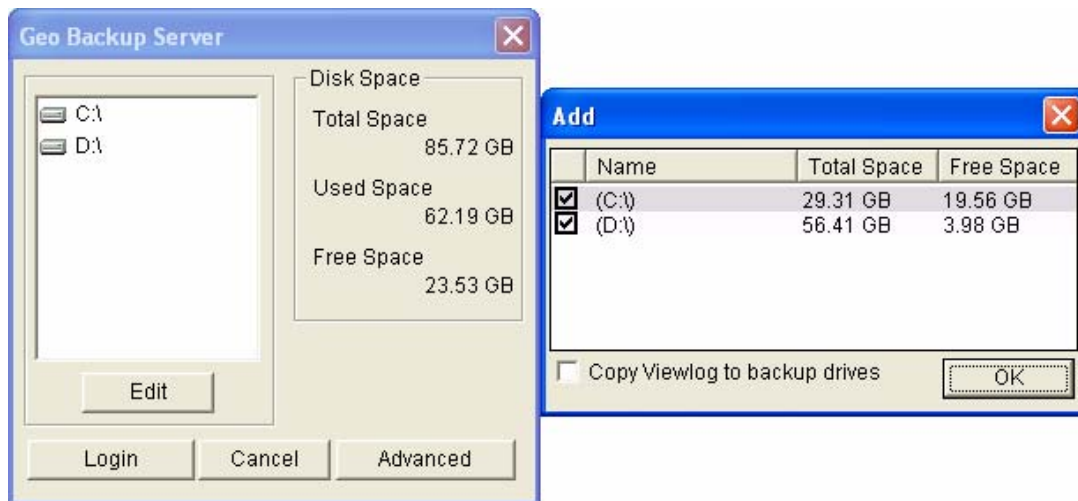 Geo Backup Server
C:\
D:\
Disk Space
Total Space
85.72 GB
Used Space
62.19 GB
Free Space
23.53 GB
Edit
Login Cancel Advanced
Add
Name Total Space Free Space
(C:\) 29.31 GB 19.56 GB
(D:\) 56.41 GB 3.98 GB
Copy Viewlog to backup drives
OK